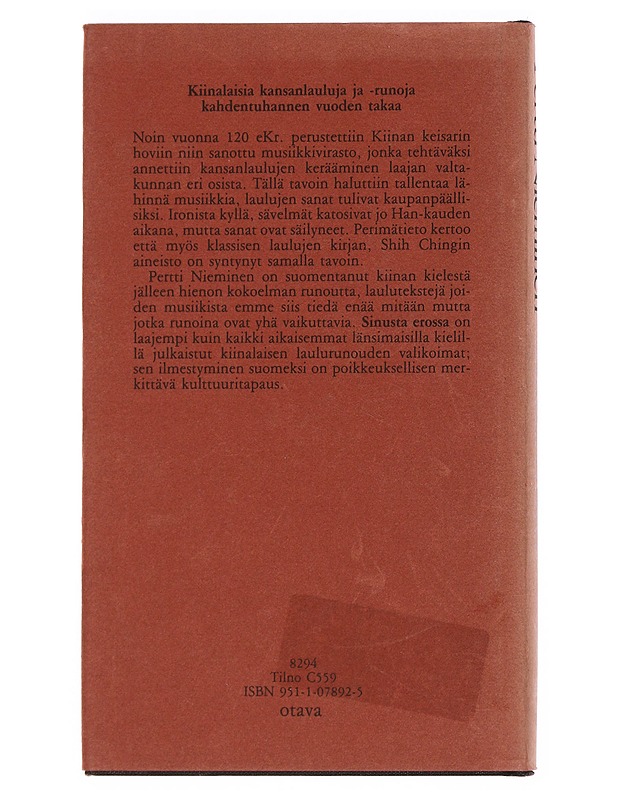 Kiinalaisia kansanlauluja ja -runoja
kahdentuhannen vuoden takaa
Noin vuonna 120 eKr. perustettiin Kiinan keisarin
hoviin niin sanottu musiikkivirasto, jonka tehtäväksi
annettiin kansanlaulujen kerääminen laajan valta-
kunnan eri osista. Tällä tavoin haluttiin tallentaa lä-
hinnä musiikkia, laulujen sanat tulivat kaupanpäälli-
siksi. Ironista kyllä, sävelmät katosivat jo Han-kauden
aikana, mutta sanat ovat säilyneet. Perimätieto kertoo
että myös klassisen laulujen kirjan, Shih Chingin
aineisto on syntynyt samalla tavoin.
Pertti Nieminen on suomentanut kiinan kielestä
jälleen hienon kokoelman runoutta, laulutekstejä joi-
den musiikista emme siis tiedä enää mitään mutta
jotka runoina ovat yhä vaikuttavia. Sinusta erossa on
laajempi kuin kaikki aikaisemmat länsimaisilla kielil-
lä julkaistut kiinalaisen laulurunouden valikoimat;
sen ilmestyminen suomeksi on poikkeuksellisen mer-
kittävä kulttuuritapaus.
8294
Tilno C559
ISBN 951-1-07892-5
otava